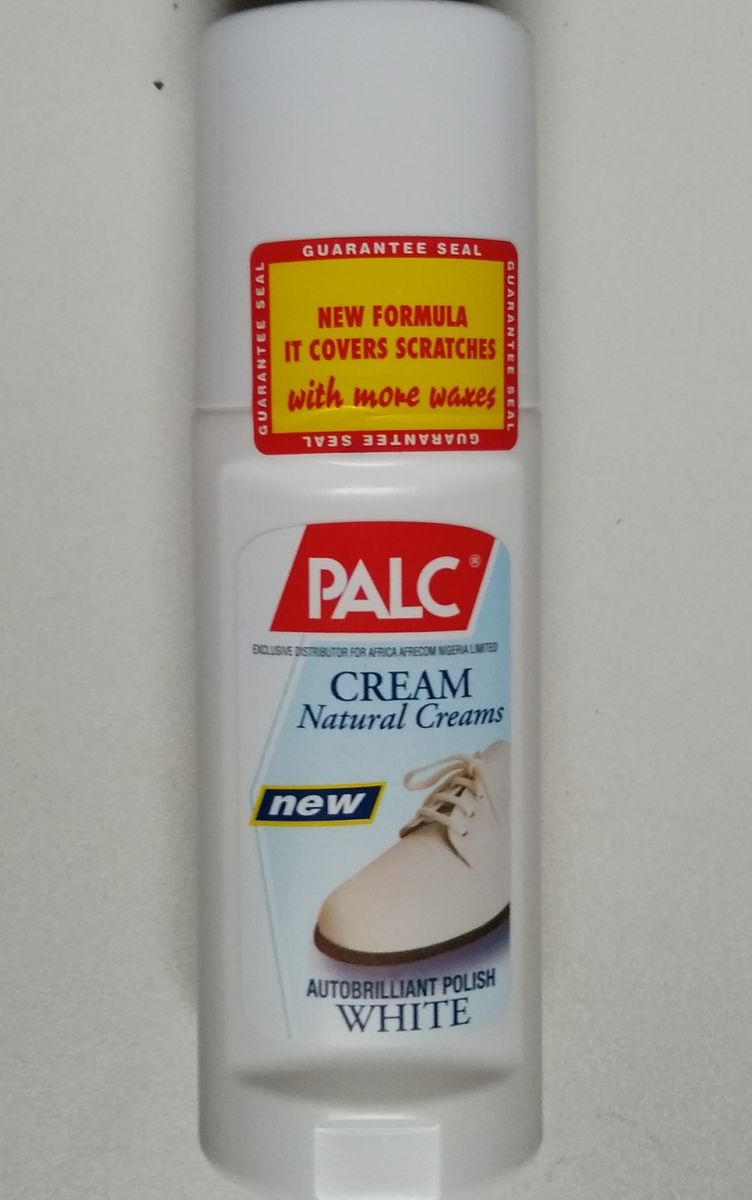 GUARANTEE SEAL
GUARANTEE SEAL
GUARANTEE SEAL
NEW FORMULA
IT COVERS SCRATCHES
with more waxes
GUARANTEE SEAL
PALC®
EXCLUSIVE DISTRIBUTOR FOR AFRICA AFRECOM NIGERIA LIMITED
CREAM
Natural Creams
new
AUTOBRILLIANT POLISH
WHITE